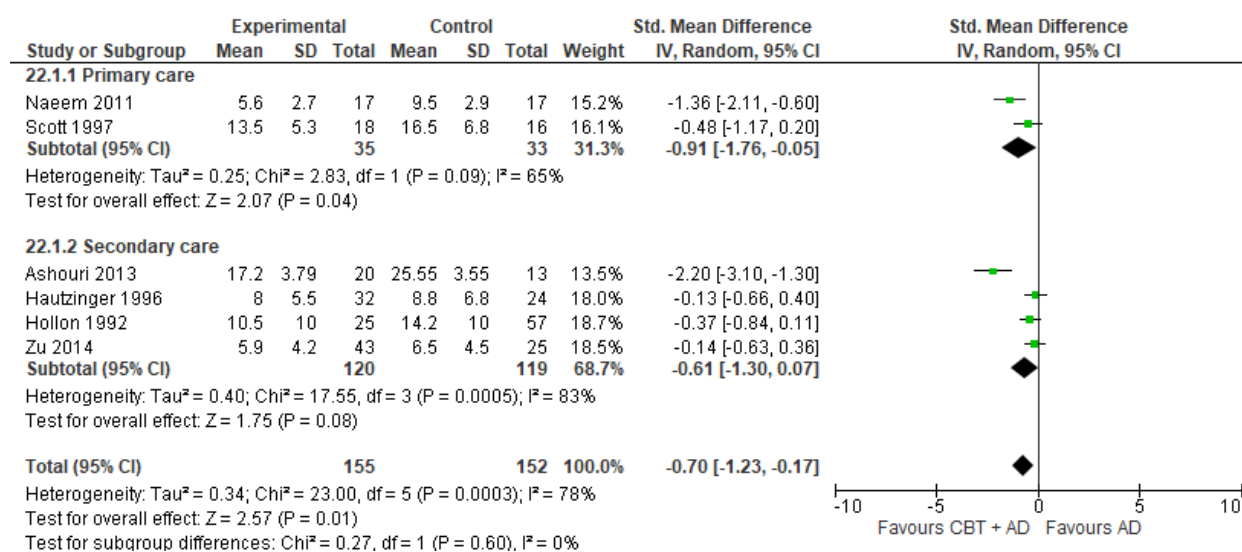 Experimental Control Std. Mean Difference Std. Mean Difference
Study or Subgroup Mean SD Total Mean SD Total Weight IV, Random, 95% CI IV, Random, 95% CI
22.1.1 Primary care
Naeem 2011 5.6 2.7 17 9.5 2.9 17 15.2% -1.36 [-2.11, -0.60]
Scott 1997 13.5 5.3 18 16.5 6.8 16 16.1% -0.48 [-1.17, 0.20]
Subtotal (95% CI) 35 33 31.3% -0.91 [-1.76, -0.05]
Heterogeneity: Tau² = 0.25; Chi² = 2.83, df = 1 (P = 0.09); I² = 65%
Test for overall effect: Z = 2.07 (P = 0.04)
22.1.2 Secondary care
Ashouri 2013 17.2 3.79 20 25.55 3.55 13 13.5% -2.20 [-3.10, -1.30]
Hautzinger 1996 8 5.5 32 8.8 6.8 24 18.0% -0.13 [-0.66, 0.40]
Hollon 1992 10.5 10 25 14.2 10 57 18.7% -0.37 [-0.84, 0.11]
Zu 2014 5.9 4.2 43 6.5 4.5 25 18.5% -0.14 [-0.63, 0.36]
Subtotal (95% CI) 120 119 68.7% -0.61 [-1.30, 0.07]
Heterogeneity: Tau² = 0.40; Chi² = 17.55, df = 3 (P = 0.0005); I² = 83%
Test for overall effect: Z = 1.75 (P = 0.08)
Total (95% CI) 155 152 100.0% -0.70 [-1.23, -0.17]
Heterogeneity: Tau² = 0.34; Chi² = 23.00, df = 5 (P = 0.0003); I² = 78%
Test for overall effect: Z = 2.57 (P = 0.01)
Test for subgroup differences: Chi² = 0.27, df = 1 (P = 0.60), I² = 0%
-10 -5 0 5 10
Favours CBT + AD Favours AD